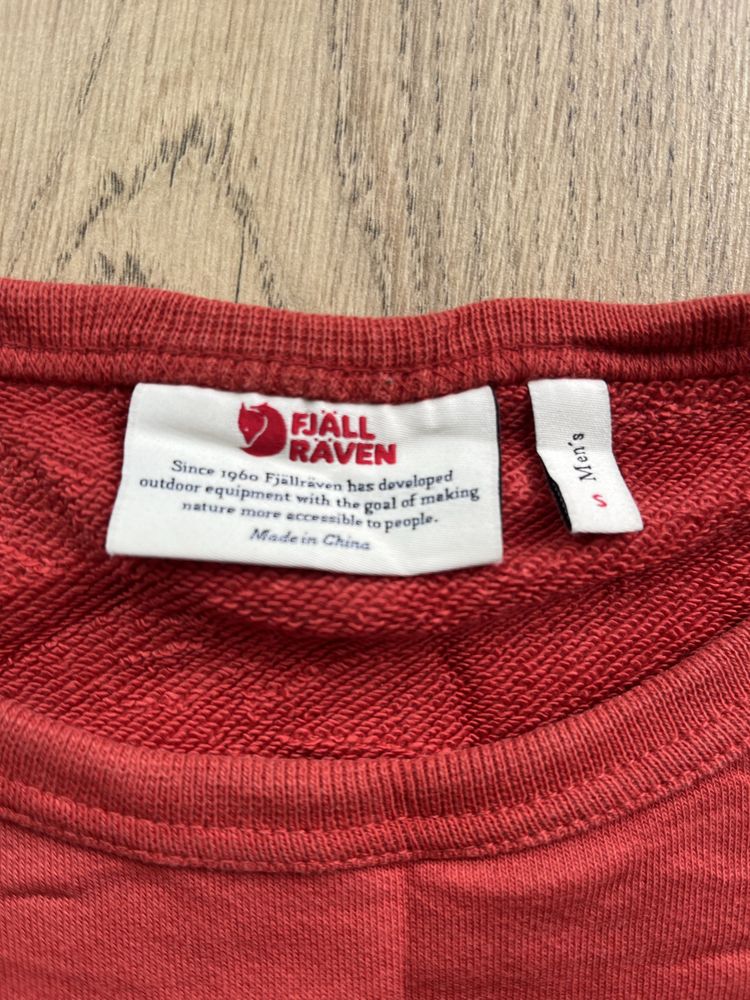 FJÄLL
RÄVEN
Since 1960 Fjällräven has developed
outdoor equipment with the goal of making
nature more accessible to people.
Made in China
Men's
S